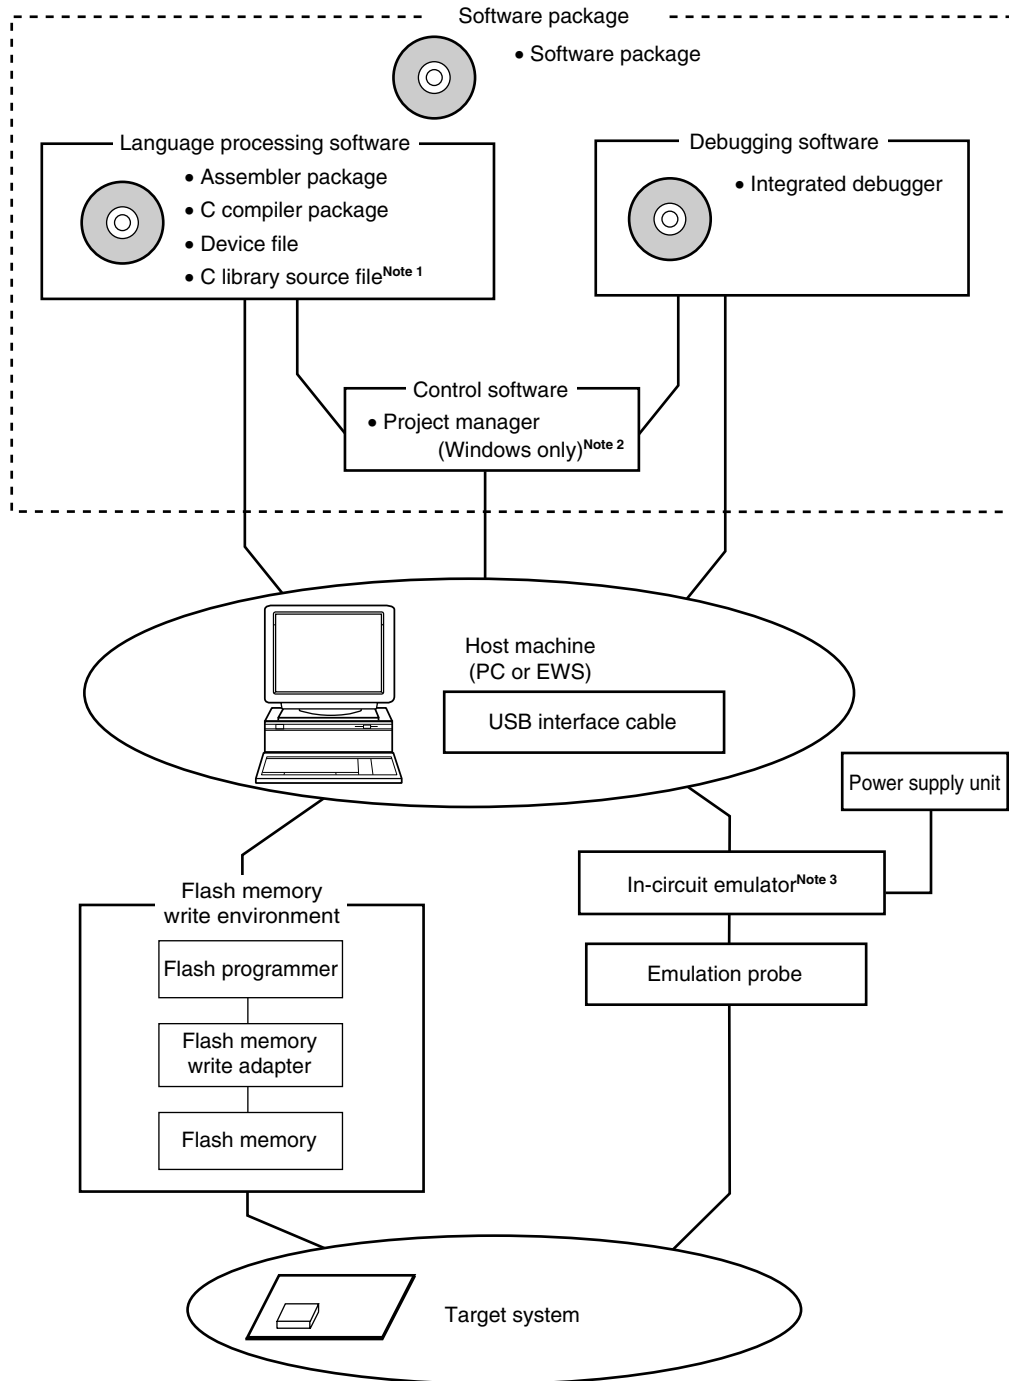 Software package
• Software package
Language processing software
• Assembler package
• C compiler package
• Device file
• C library source fileNote 1
Debugging software
• Integrated debugger
Control software
• Project manager
(Windows only)Note 2
Host machine
(PC or EWS)
USB interface cable
Power supply unit
Flash memory
write environment
Flash programmer
Flash memory
write adapter
Flash memory
In-circuit emulatorNote 3
Emulation probe
Target system